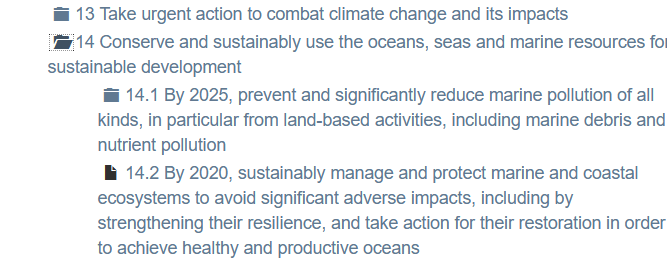 13 Take urgent action to combat climate change and its impacts
14 Conserve and sustainably use the oceans, seas and marine resources for
sustainable development
14.1 By 2025, prevent and significantly reduce marine pollution of all
kinds, in particular from land-based activities, including marine debris and
nutrient pollution
14.2 By 2020, sustainably manage and protect marine and coastal
ecosystems to avoid significant adverse impacts, including by
strengthening their resilience, and take action for their restoration in order
to achieve healthy and productive oceans